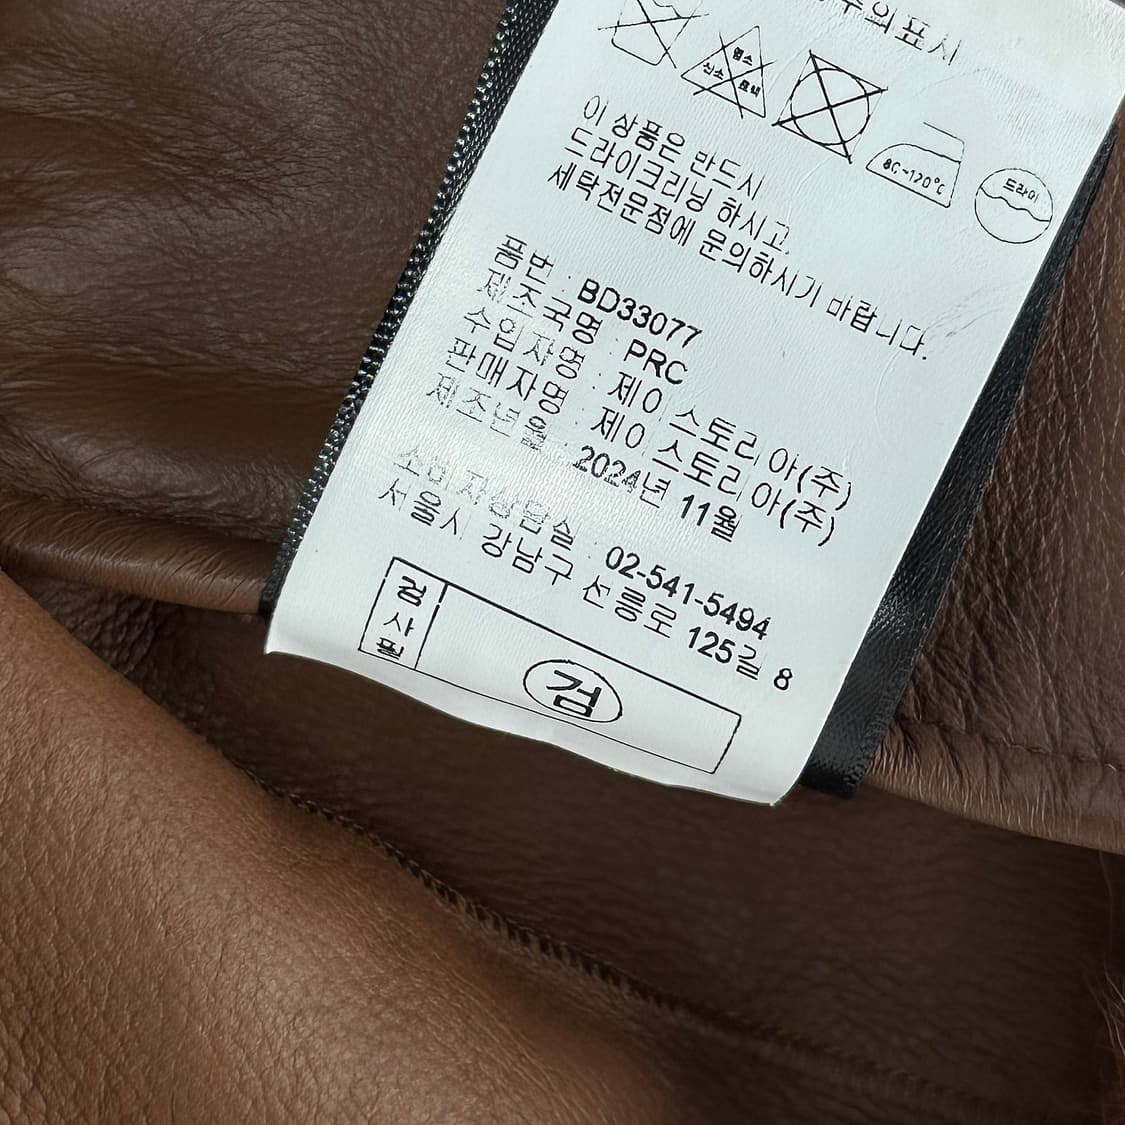 주의표시
염소
산소 표백
80~120℃
드라이
이 상품은 반드시
드라이크리닝 하시고,
세탁전문점에 문의하시기 바랍니다.
품번 : BD33077
제조국명 : PRC
수입자명 : 제이 스토리아(주)
판매자명 : 제이 스토리아(주)
제조년월 : 2024년 11월
소비자상담실 : 02-541-5494
서울시 강남구 선릉로 125길 8
검사필
검